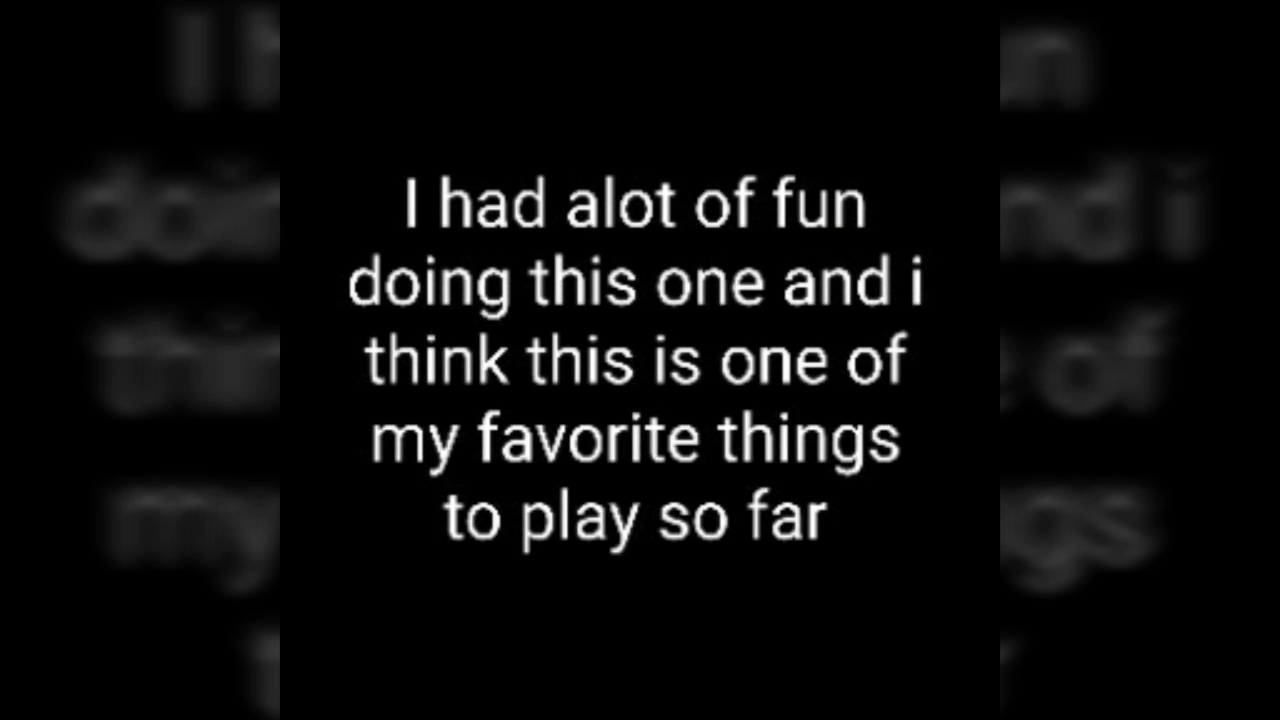 I had alot of fun
doing this one and i
think this is one of
my favorite things
to play so far